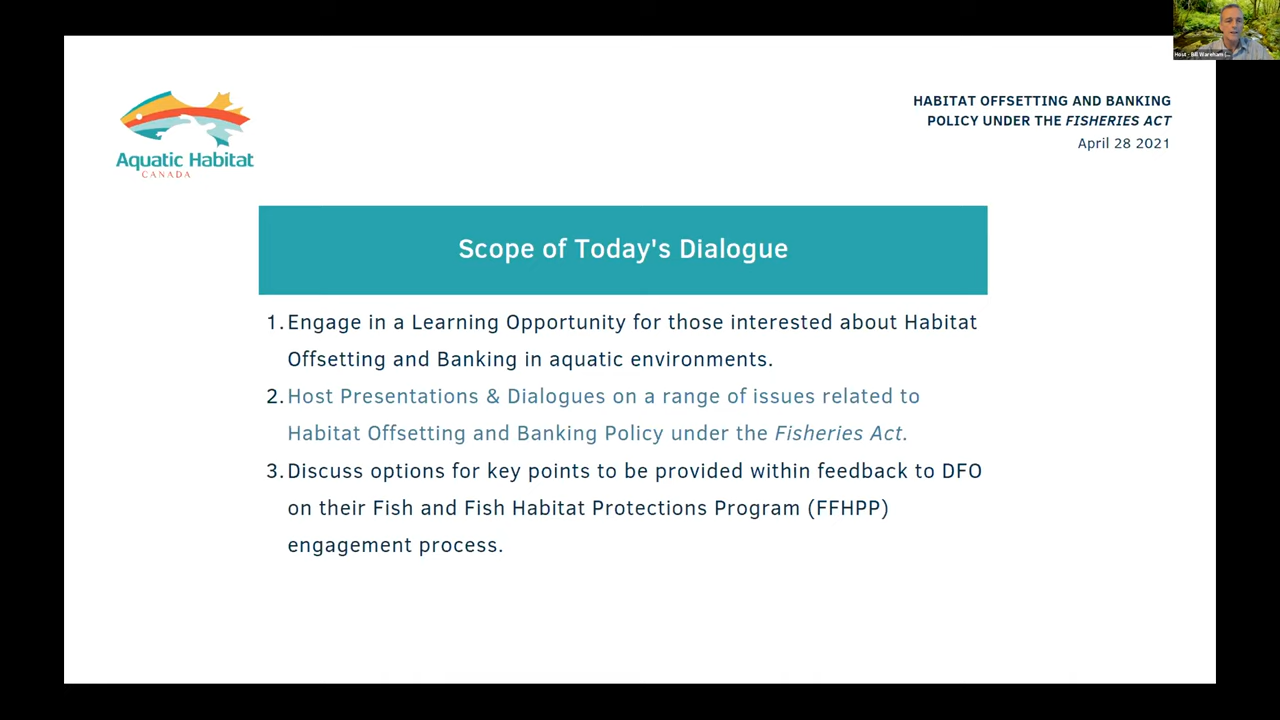 Host - Bill Wareham (...
HABITAT OFFSETTING AND BANKING
POLICY UNDER THE FISHERIES ACT
April 28 2021
Aquatic Habitat
CANADA
Scope of Today's Dialogue
1. Engage in a Learning Opportunity for those interested about Habitat
Offsetting and Banking in aquatic environments.
2. Host Presentations & Dialogues on a range of issues related to
Habitat Offsetting and Banking Policy under the Fisheries Act.
3. Discuss options for key points to be provided within feedback to DFO
on their Fish and Fish Habitat Protections Program (FFHPP)
engagement process.